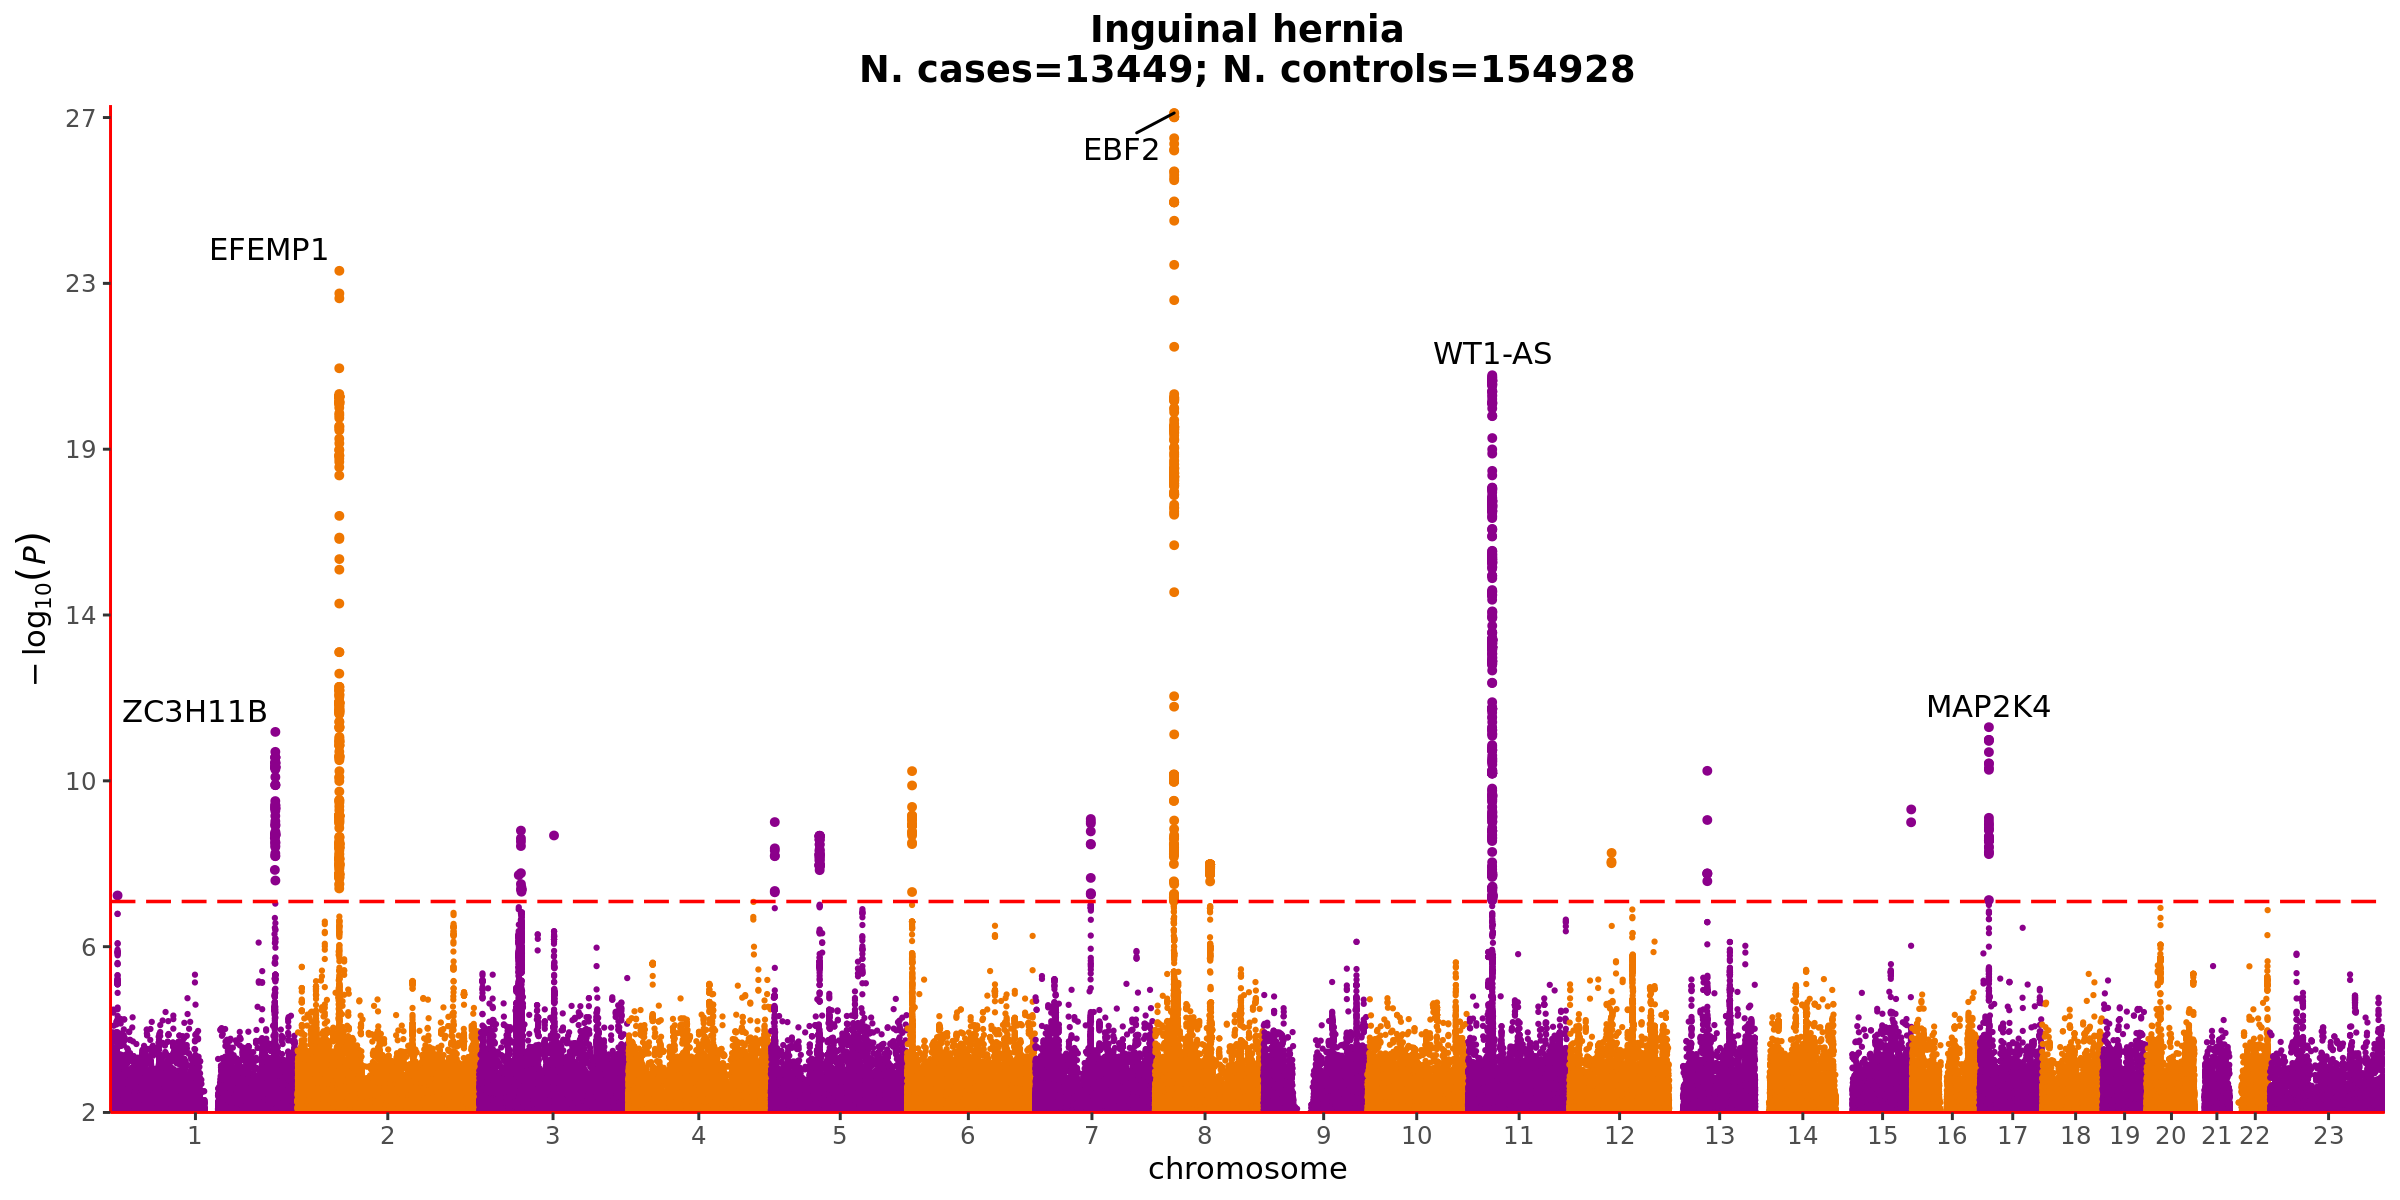 Inguinal hernia
N. cases=13449; N. controls=154928
27
EBF2
EFEMP1
23
WT1-AS
19
− log10(P)
14
ZC3H11B
MAP2K4
10
6
2
1 2 3 4 5 6 7 8 9 10 11 12 13 14 15 16 17 18 19 20 21 22 23
chromosome